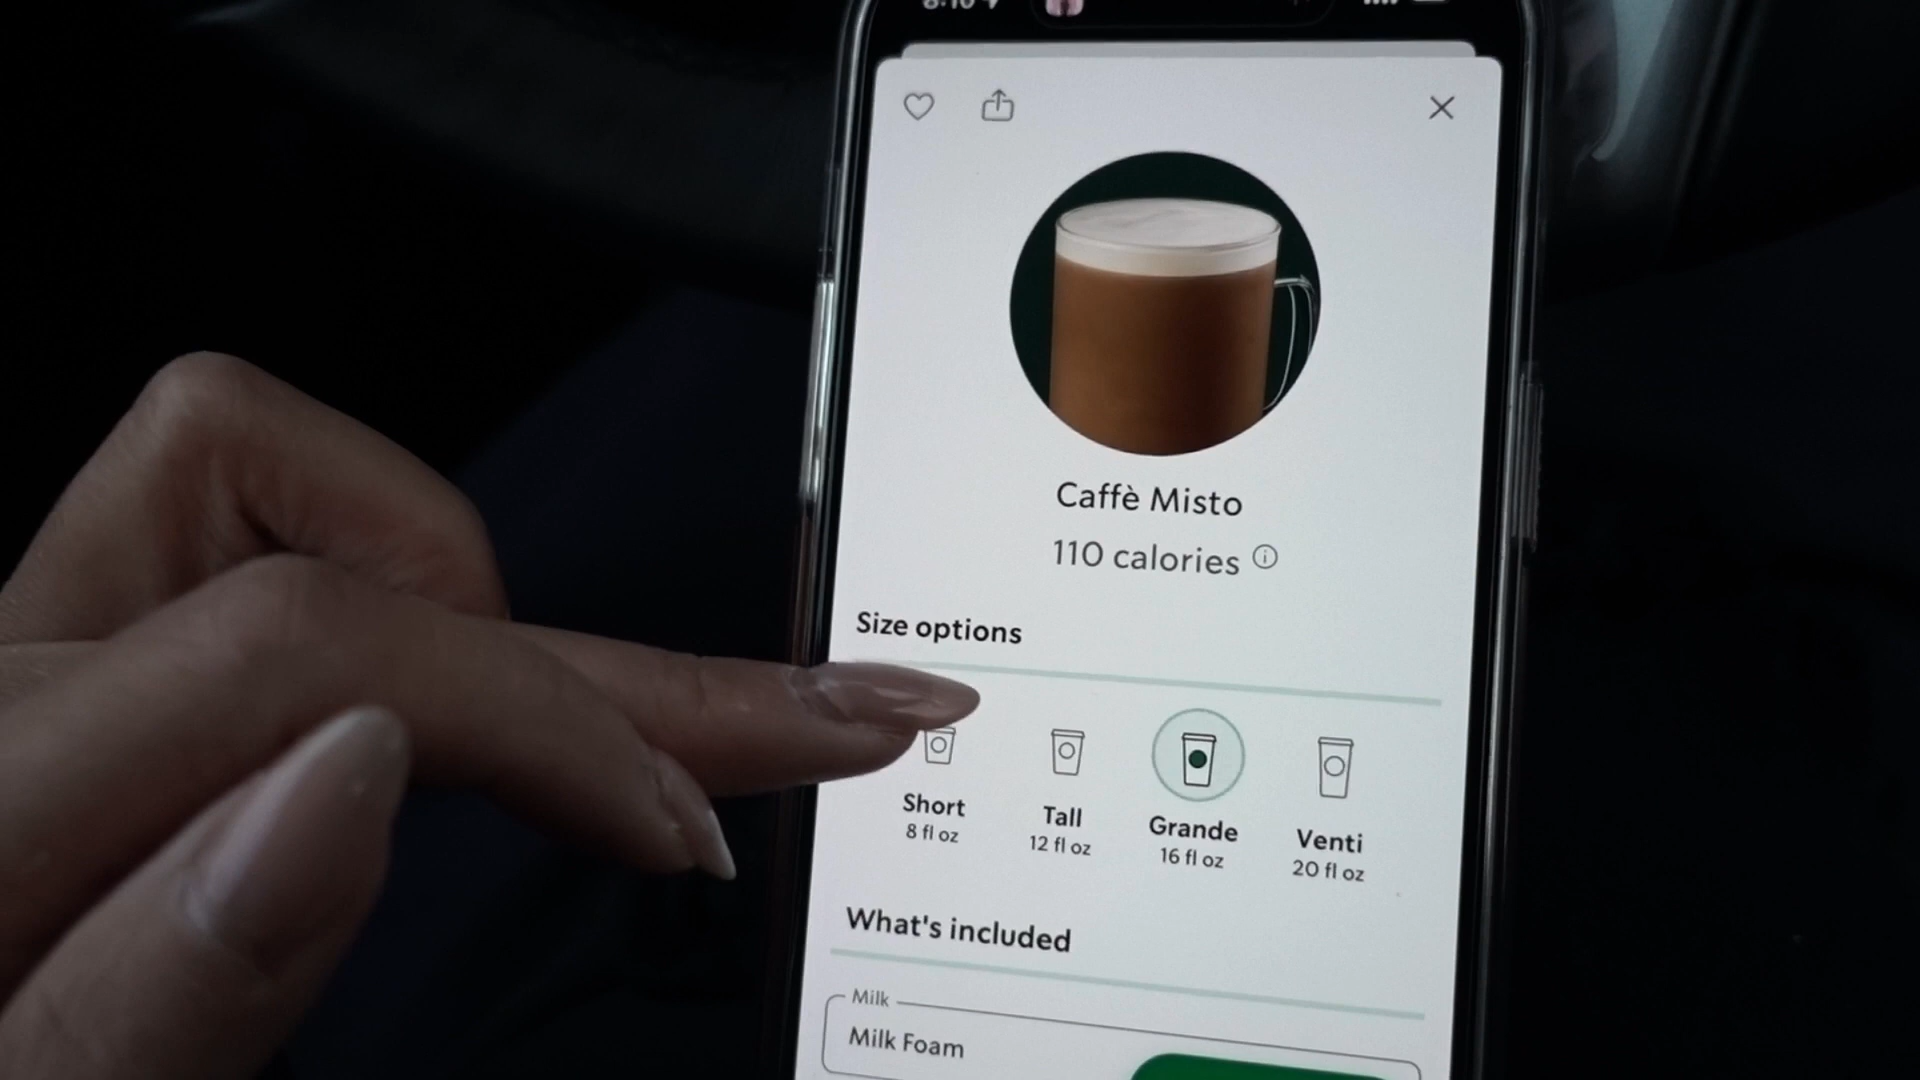 Caffè Misto
110 calories
Size options
Short
8 fl oz
Tall
12 fl oz
Grande
16 fl oz
Venti
20 fl oz
What's included
Milk
Milk Foam